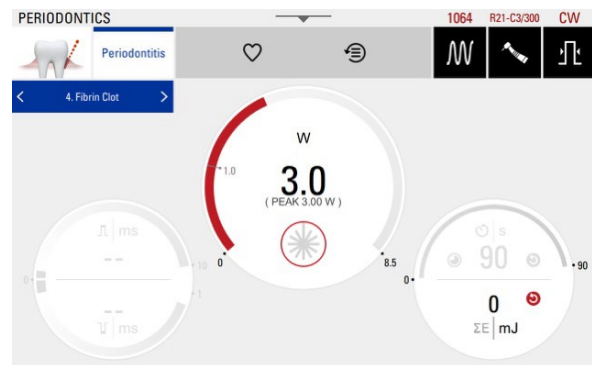 PERIODONTICS
1064 R21-C3/300 CW
Periodontitis
4. Fibrin Clot
W
1.0
3.0
( PEAK 3.00 W )
0
8.5
ms
--
0
10
1
--
ms
s
90
0
90
0
ΣE mJ